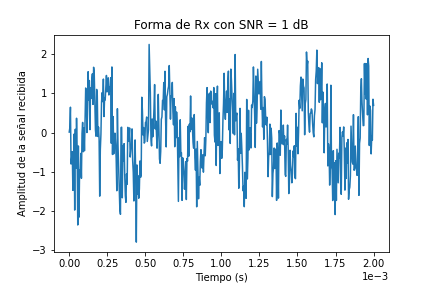 Forma de Rx con SNR = 1 dB
Amplitud de la señal recibida
2
1
0
−1
−2
−3
0.00 0.25 0.50 0.75 1.00 1.25 1.50 1.75 2.00
Tiempo (s)
1e−3